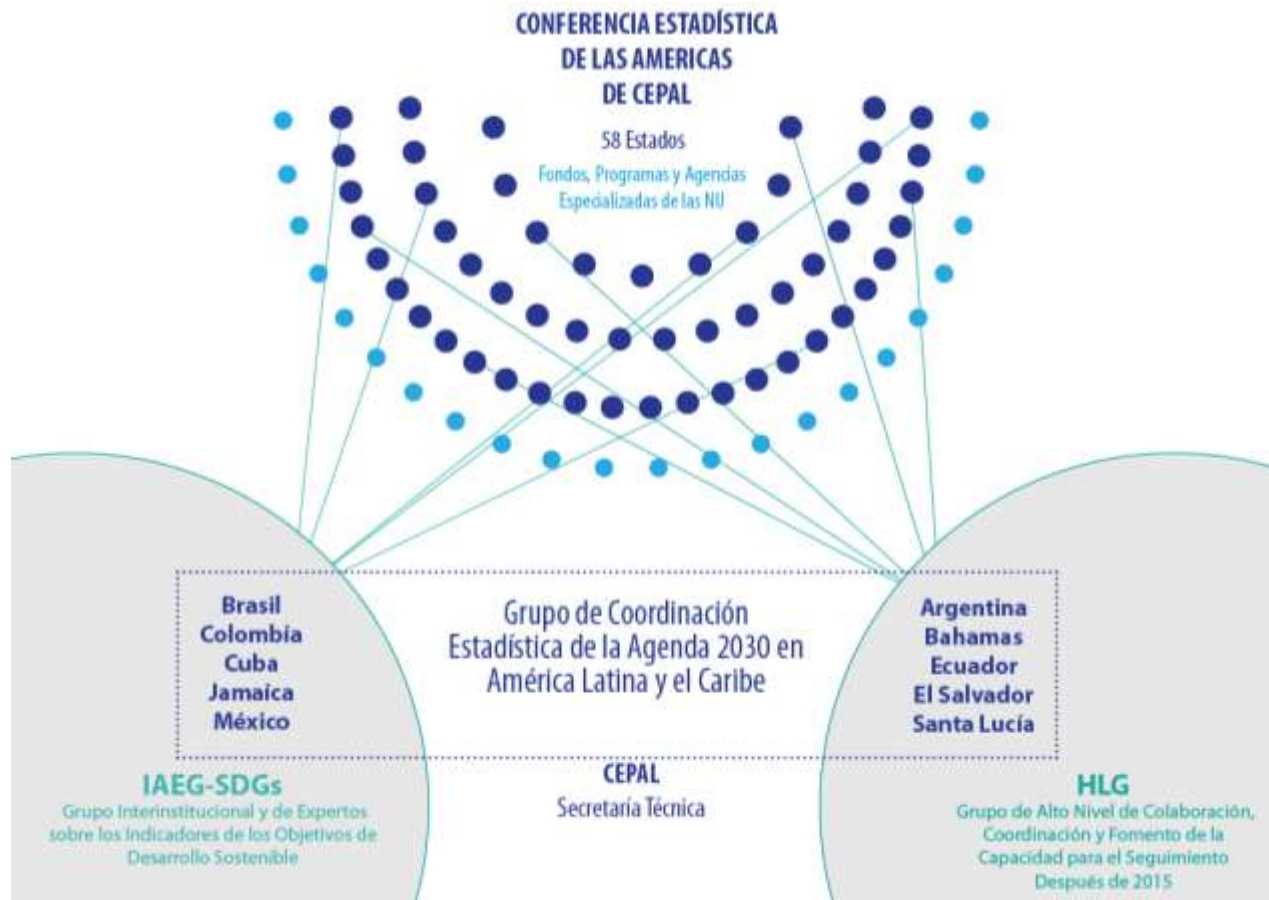 CONFERENCIA ESTADÍSTICA
DE LAS AMERICAS
DE CEPAL
58 Estados
Fondos, Programas y Agencias
Especializadas de las NU
Brasil
Colombia
Cuba
Jamaica
México
Grupo de Coordinación
Estadística de la Agenda 2030 en
América Latina y el Caribe
Argentina
Bahamas
Ecuador
El Salvador
Santa Lucía
IAEG-SDGs
Grupo Interinstitucional y de Expertos
sobre los Indicadores de los Objetivos de
Desarrollo Sostenible
CEPAL
Secretaría Técnica
HLG
Grupo de Alto Nivel de Colaboración,
Coordinación y Fomento de la
Capacidad para el Seguimiento
Después de 2015